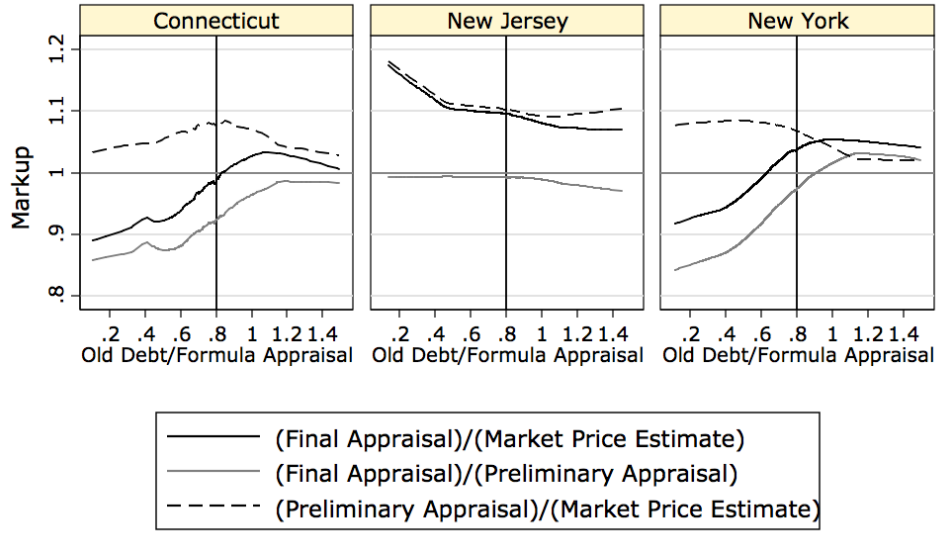 Connecticut New Jersey New York
Markup
1.2
1.1
1
.9
.8
.2 .4 .6 .8 1 1.2 1.4 .2 .4 .6 .8 1 1.2 1.4 .2 .4 .6 .8 1 1.2 1.4
Old Debt/Formula Appraisal Old Debt/Formula Appraisal Old Debt/Formula Appraisal
(Final Appraisal)/(Market Price Estimate)
(Final Appraisal)/(Preliminary Appraisal)
(Preliminary Appraisal)/(Market Price Estimate)